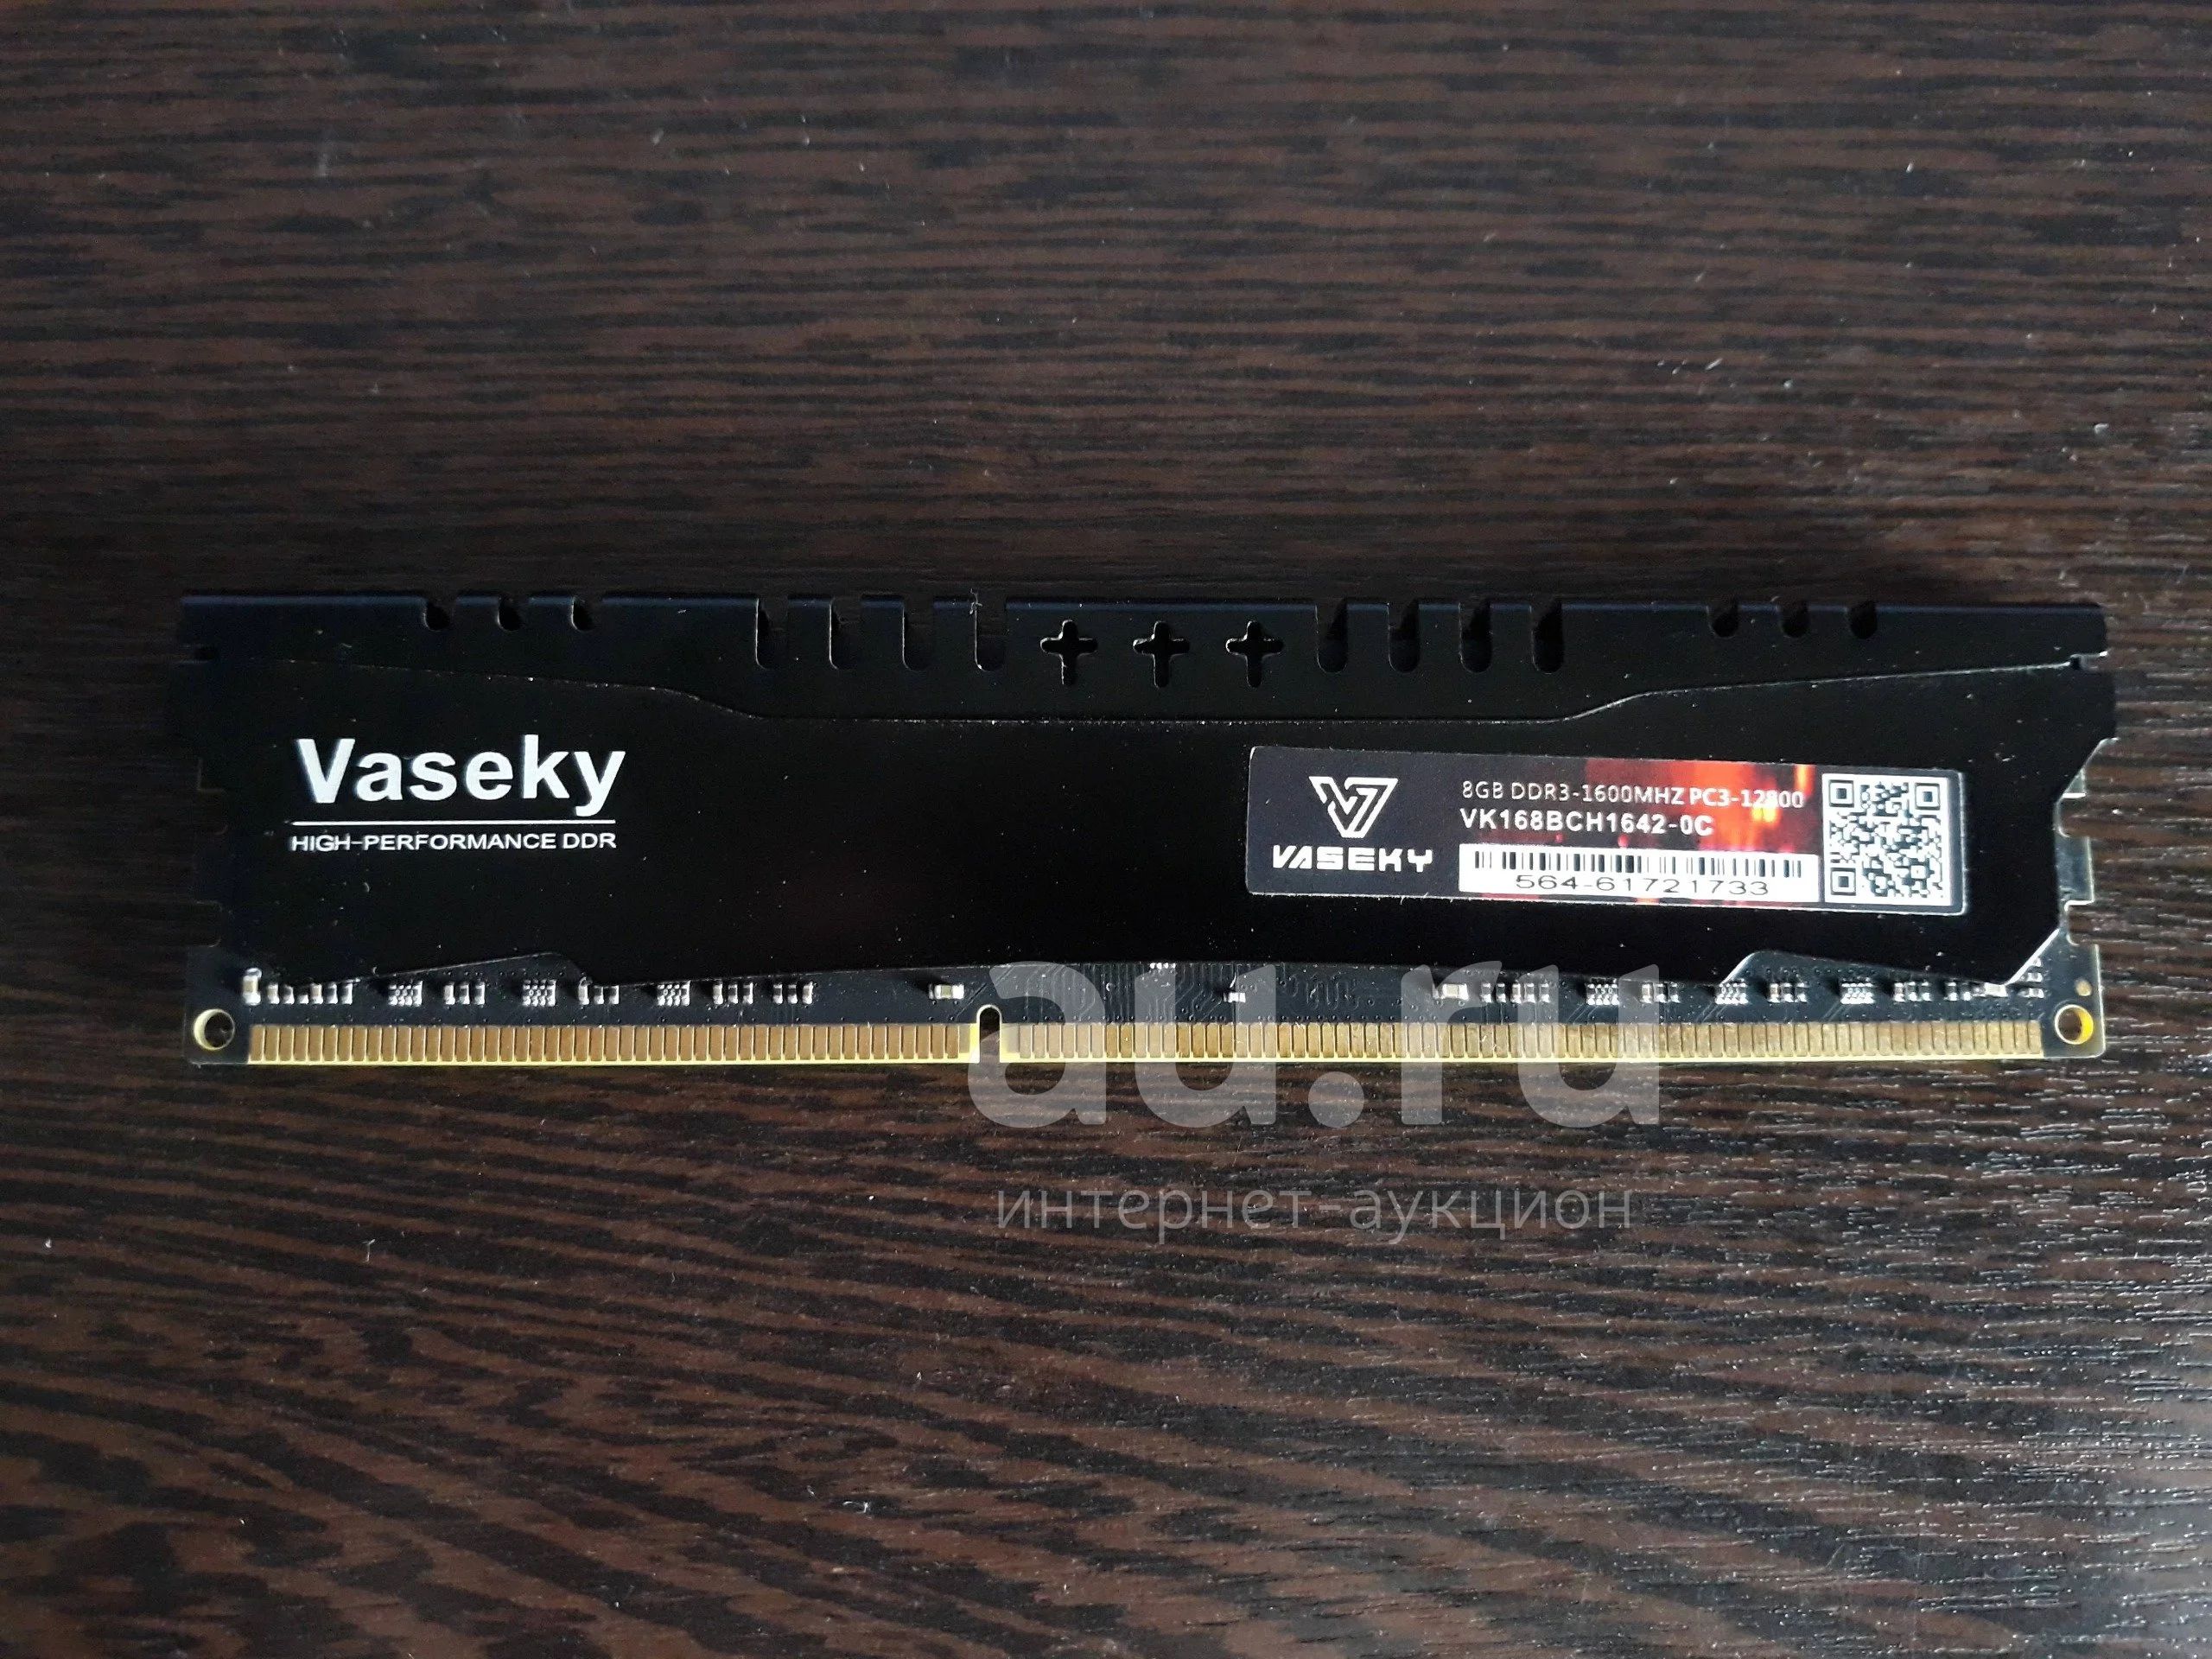 Vaseky
HIGH-PERFORMANCE DDR
8GB DDR3-1600MHZ PC3-12800
VK168BCH1642-0C
VASEKY
564-61721733
au.ru
интернет-аукцион